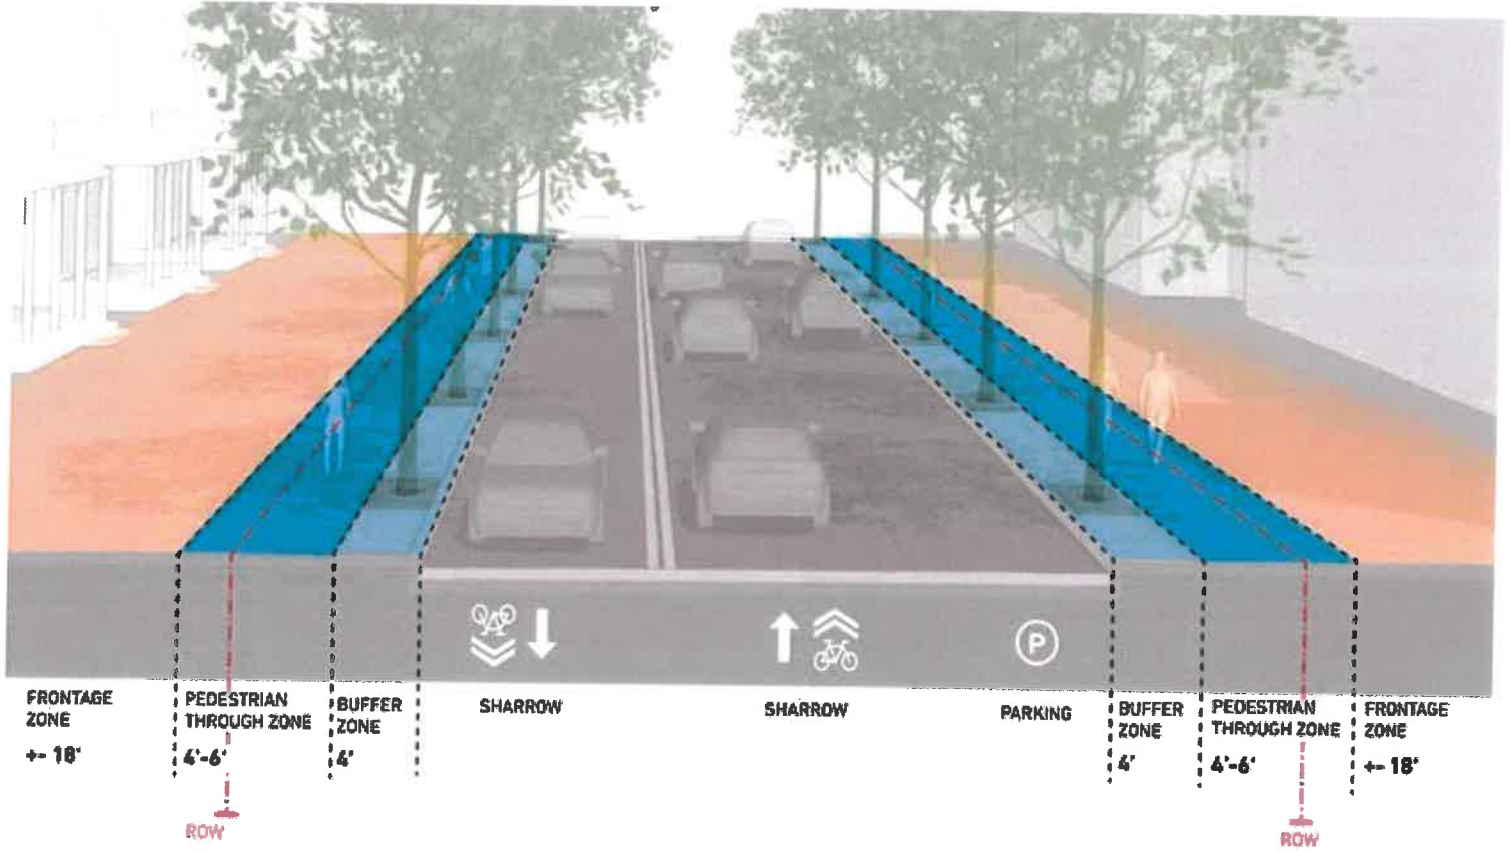 P
FRONTAGE
ZONE
+- 18'
PEDESTRIAN
THROUGH ZONE
4'-6'
BUFFER
ZONE
4'
SHARROW
SHARROW
PARKING
BUFFER
ZONE
4'
PEDESTRIAN
THROUGH ZONE
4'-6'
FRONTAGE
ZONE
+- 18'
ROW
ROW